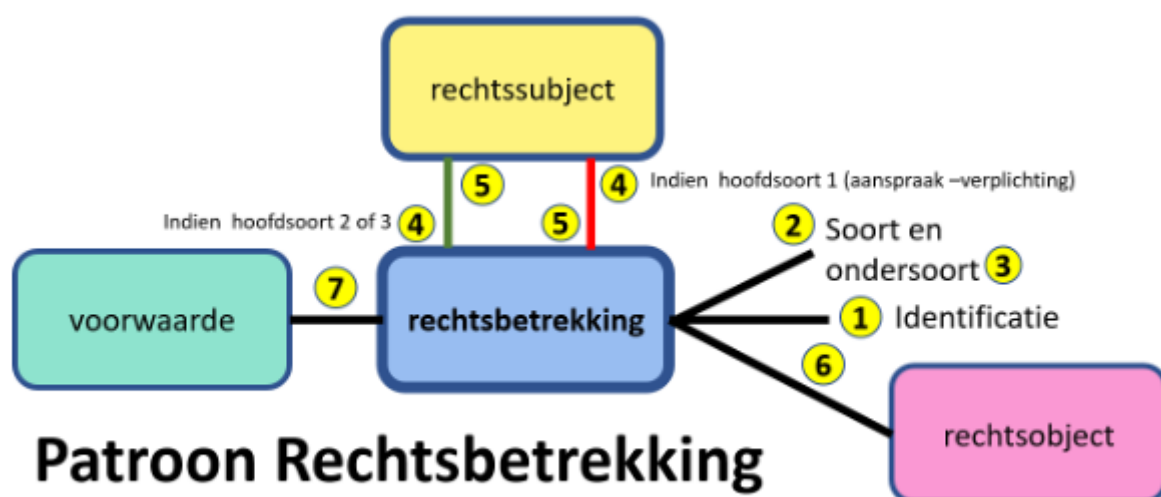 rechtssubject
5
4 Indien hoofdsoort 1 (aanspraak –verplichting)
Indien hoofdsoort 2 of 3 4
5
2 Soort en
ondersoort 3
voorwaarde
7
rechtsbetrekking
1 Identificatie
6
rechtsobject
Patroon Rechtsbetrekking